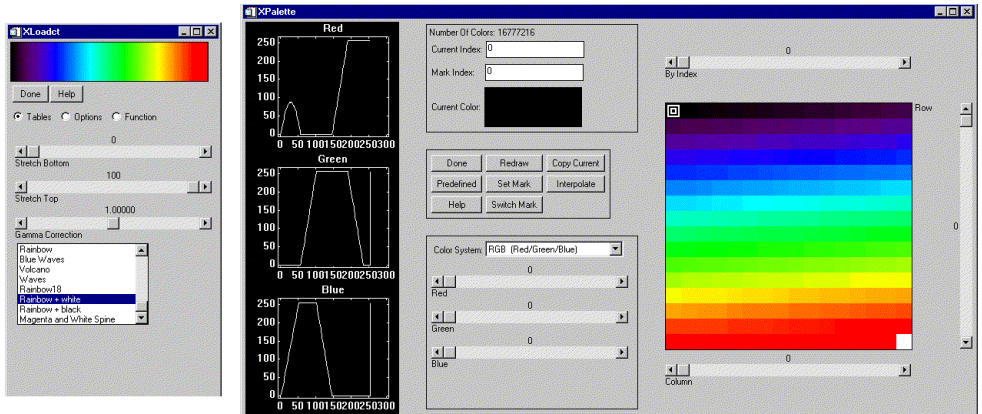 XLoadct
Done Help
Tables Options Function
0
Stretch Bottom
100
Stretch Top
1.00000
Gamma Correction
Rainbow
Blue Waves
Volcano
Waves
Rainbow18
Rainbow + white
Rainbow + black
Magenta and White Spine
XPalette
Red
250
200
150
100
50
0
0 50 100150200250300
Green
250
200
150
100
50
0
0 50 100150200250300
Blue
250
200
150
100
50
0
0 50 100150200250300
Number Of Colors: 16777216
Current Index: 0
Mark Index: 0
Current Color:
Done Redraw Copy Current
Predefined Set Mark Interpolate
Help Switch Mark
Color System: RGB (Red/Green/Blue)
0
Red
0
Green
0
Blue
0
By Index
Row
0
0
Column